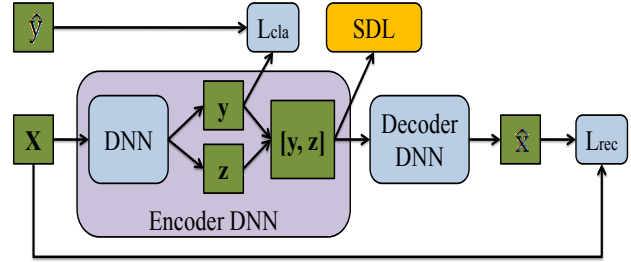 ŷ
Lcla
SDL
X
DNN
y
z
[y, z]
Encoder DNN
Decoder
DNN
x̂
Lrec